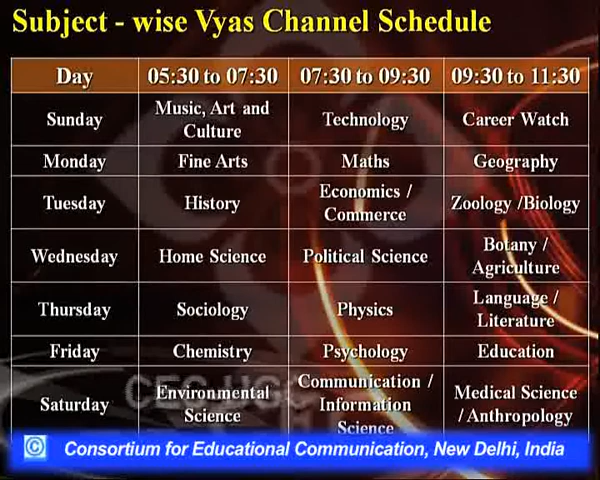 Subject - wise Vyas Channel Schedule
Day 05:30 to 07:30 07:30 to 09:30 09:30 to 11:30
Sunday Music, Art and Culture Technology Career Watch
Monday Fine Arts Maths Geography
Tuesday History Economics / Commerce Zoology /Biology
Wednesday Home Science Political Science Botany / Agriculture
Thursday Sociology Physics Language / Literature
Friday Chemistry Psychology Education
Saturday Environmental Science Communication / Information Science Medical Science / Anthropology
CEC-UGC
© Consortium for Educational Communication, New Delhi, India